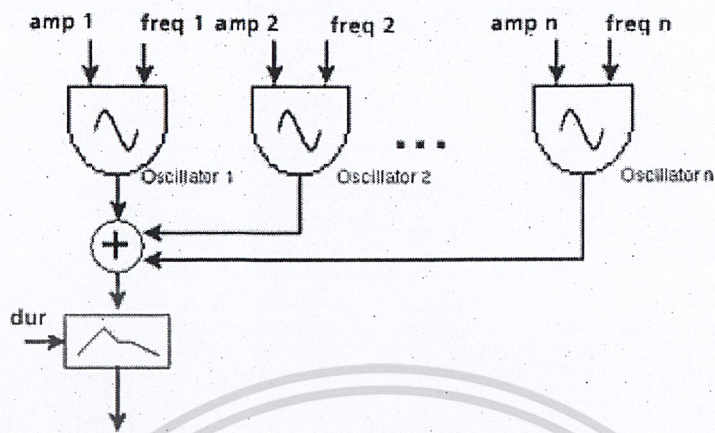 amp 1 freq 1 amp 2 freq 2 amp n freq n
Oscillator 1 Oscillator 2 Oscillator n
+
dur